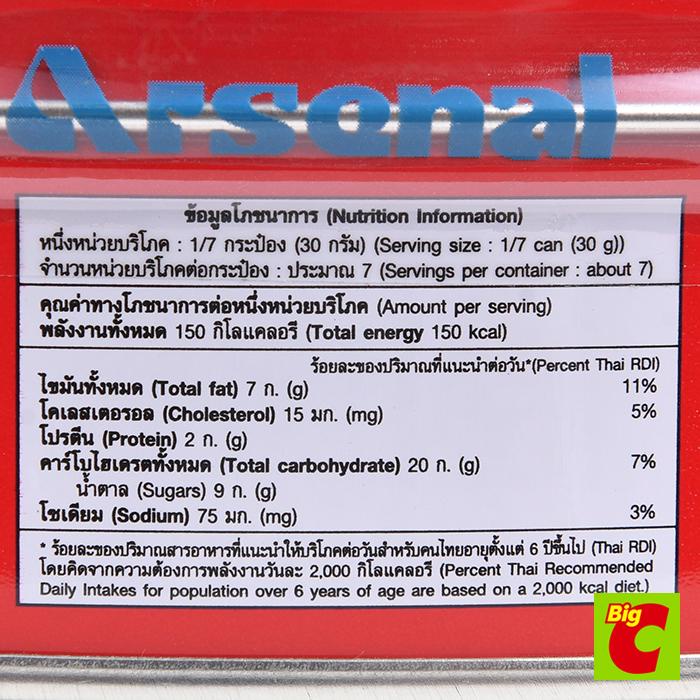 Arsenal
ข้อมูลโภชนาการ (Nutrition Information)
หนึ่งหน่วยบริโภค : 1/7 กระป๋อง (30 กรัม) (Serving size : 1/7 can (30 g))
จำนวนหน่วยบริโภคต่อกระป๋อง : ประมาณ 7 (Servings per container : about 7)
คุณค่าทางโภชนาการต่อหนึ่งหน่วยบริโภค (Amount per serving)
พลังงานทั้งหมด 150 กิโลแคลอรี (Total energy 150 kcal)
ร้อยละของปริมาณที่แนะนำต่อวัน*(Percent Thai RDI)
ไขมันทั้งหมด (Total fat) 7 ก. (g) 11%
โคเลสเตอรอล (Cholesterol) 15 มก. (mg) 5%
โปรตีน (Protein) 2 ก. (g)
คาร์โบไฮเดรตทั้งหมด (Total carbohydrate) 20 ก. (g) 7%
น้ำตาล (Sugars) 9 ก. (g)
โซเดียม (Sodium) 75 มก. (mg) 3%
* ร้อยละของปริมาณสารอาหารที่แนะนำให้บริโภคต่อวันสำหรับคนไทยอายุตั้งแต่ 6 ปีขึ้นไป (Thai RDI)
โดยคิดจากความต้องการพลังงานวันละ 2,000 กิโลแคลอรี (Percent Thai Recommended
Daily Intakes for population over 6 years of age are based on a 2,000 kcal diet.)
Big C